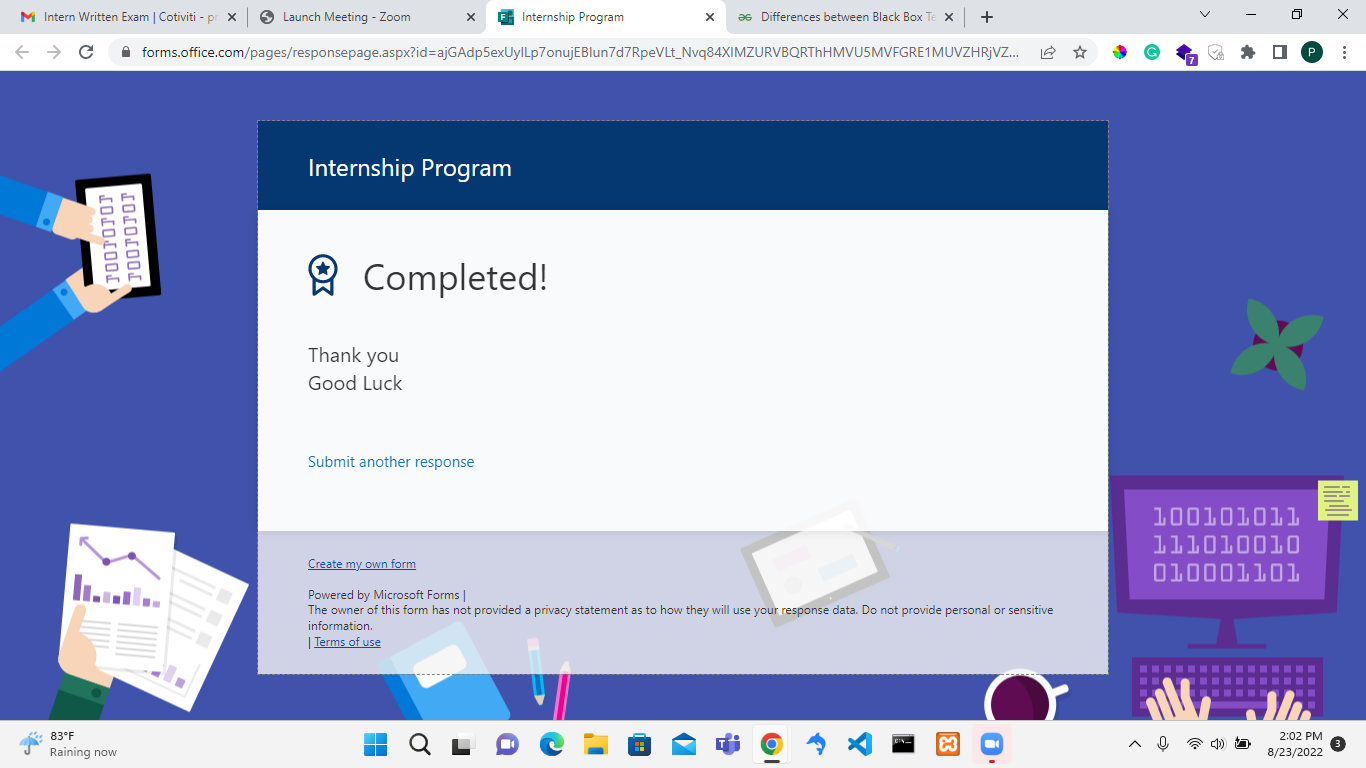 Intern Written Exam | Cotiviti - pr
Launch Meeting - Zoom
Internship Program
Differences between Black Box Te
forms.office.com/pages/responsepage.aspx?id=ajGAdp5exUyILp7onujEBIun7d7RpeVLt_Nvq84XIMZURVBQRThHMVU5MVFGRE1MUVZHRjVZ...
7
P
Internship Program
Completed!
Thank you
Good Luck
Submit another response
Create my own form
Powered by Microsoft Forms |
The owner of this form has not provided a privacy statement as to how they will use your response data. Do not provide personal or sensitive
information.
| Terms of use
100101011
111010010
010001101
83°F
Raining now
2:02 PM
8/23/2022
3